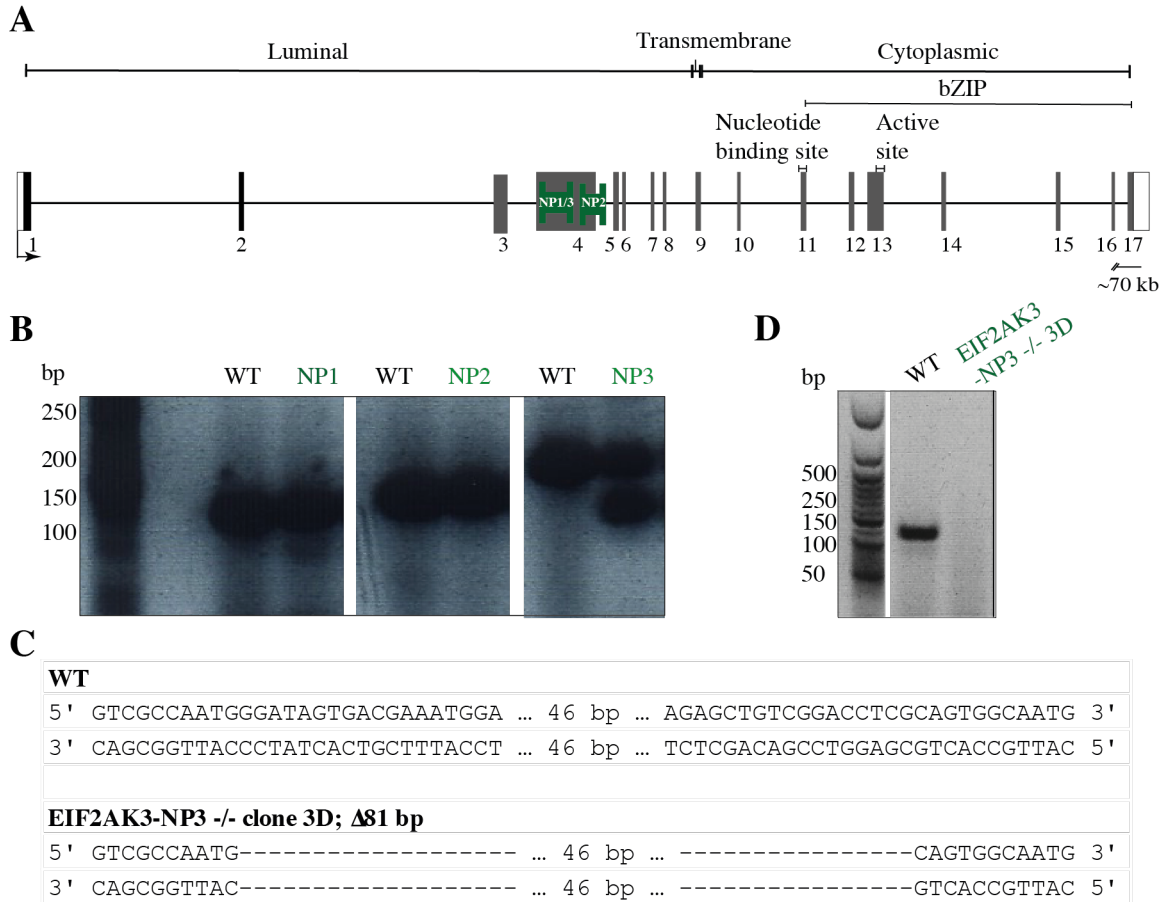 A
Luminal
Transmembrane
Cytoplasmic
bZIP
Nucleotide
binding site
Active
site
NP1/3
NP2
1 2 3 4 5 6 7 8 9 10 11 12 13 14 15 16 17
~70 kb
B
bp WT NP1 WT NP2 WT NP3
250
200
150
100
D
bp WT EIF2AK3
-NP3 -/- 3D
500
250
150
100
50
C
WT
5' GTCGCCAATGGGATAGTGACGAAATGGA … 46 bp … AGAGCTGTCGGACCTCGCAGTGGCAATG 3'
3' CAGCGGTTACCCTATCACTGCTTTACCT … 46 bp … TCTCGACAGCCTGGAGCGTCACCGTTAC 5'
EIF2AK3-NP3 -/- clone 3D; Δ81 bp
5' GTCGCCAATG------------------- … 46 bp … ----------------CAGTGGCAATG 3'
3' CAGCGGTTAC------------------- … 46 bp … ----------------GTCACCGTTAC 5'